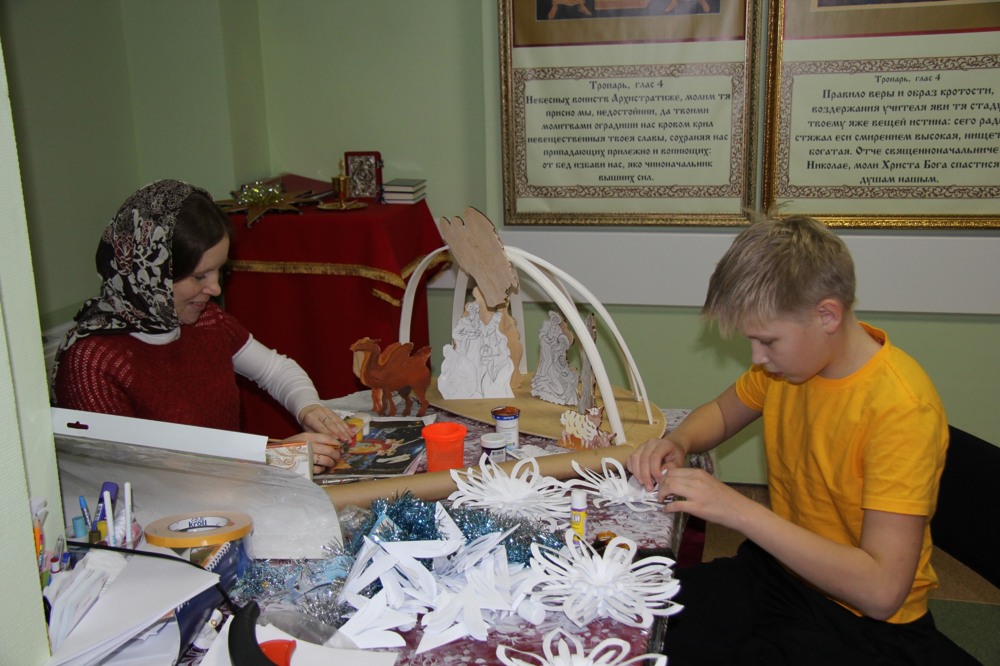 Тропарь, глас 4
Небесных воинств Архистратиже, молим тя
присно мы, недостойнии, да твоими
молитвами оградиши нас кровом крил
невещественныя твоея славы, сохраняя нас
припадающих прилежно и вопиющих:
от бед избави нас, яко чиноначальник
вышних сил.
Тропарь, глас 4
Правило веры и образ кротости,
воздержания учителя яви тя стаду
твоему яже вещей истина: сего ради
стяжал еси смирением высокая, нищет
богатая. Отче священноначальниче
Николае, моли Христа Бога спастися
душам нашым.
kroll